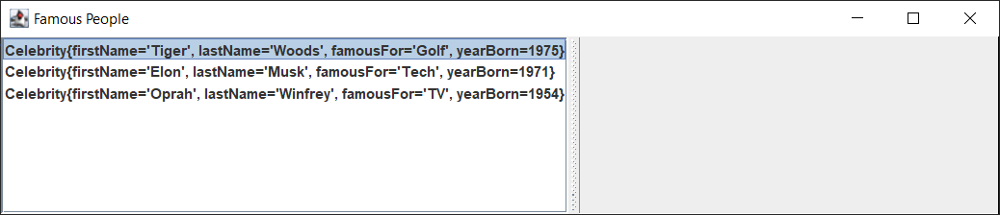 Famous People
Celebrity{firstName='Tiger', lastName='Woods', famousFor='Golf', yearBorn=1975}
Celebrity{firstName='Elon', lastName='Musk', famousFor='Tech', yearBorn=1971}
Celebrity{firstName='Oprah', lastName='Winfrey', famousFor='TV', yearBorn=1954}